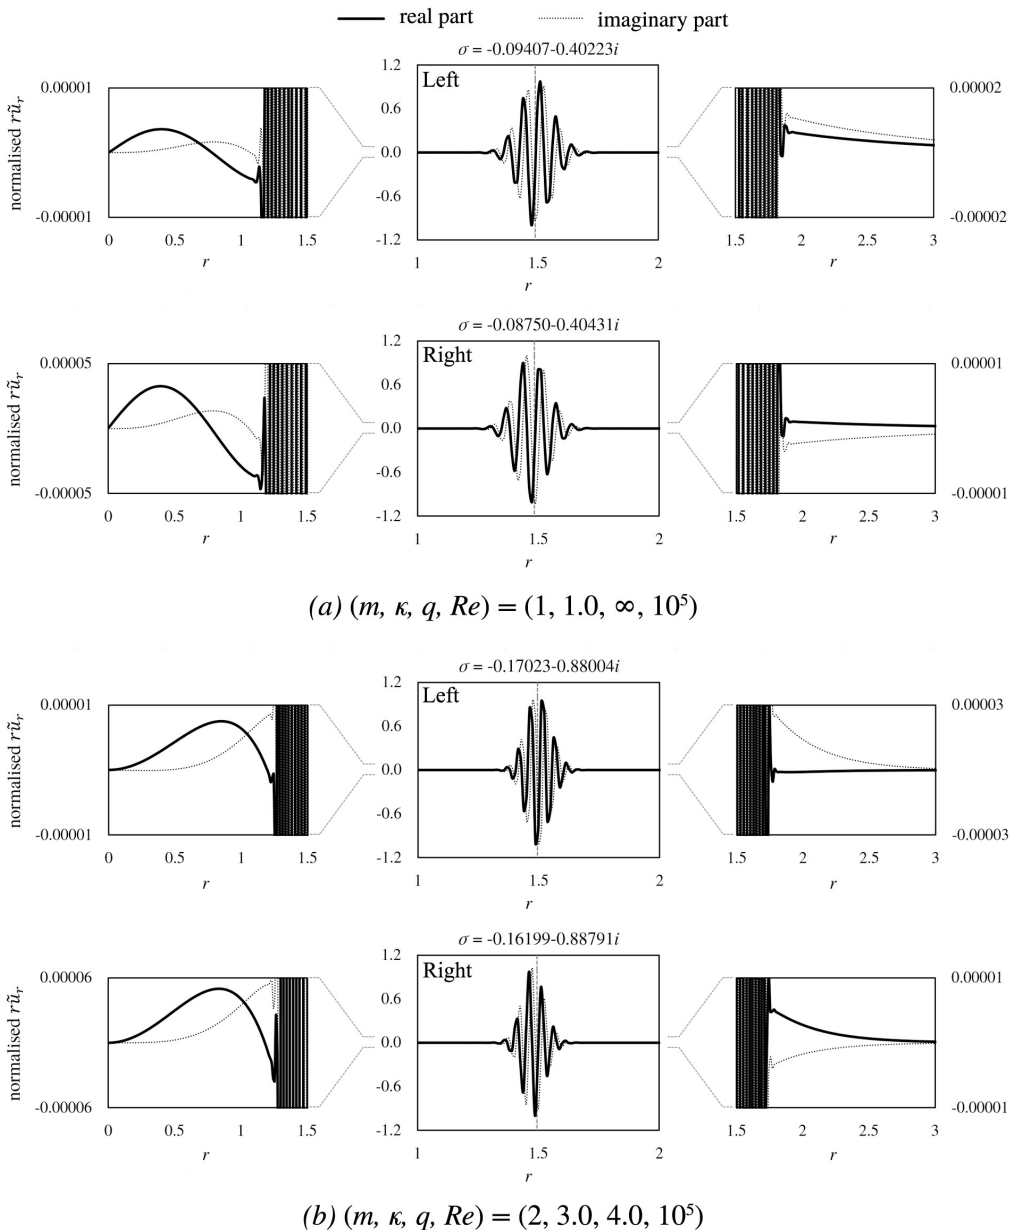 real part imaginary part
σ = -0.09407-0.40223i
normalised rũᵣ
0.00001
-0.00001
0 0.5 1 1.5
r
Left
1.2
0.6
0.0
-0.6
-1.2
1 1.5 2
r
0.00002
-0.00002
1.5 2 2.5 3
r
σ = -0.08750-0.40431i
normalised rũᵣ
0.00005
-0.00005
0 0.5 1 1.5
r
Right
1.2
0.6
0.0
-0.6
-1.2
1 1.5 2
r
0.00001
-0.00001
1.5 2 2.5 3
r
(a) (m, κ, q, Re) = (1, 1.0, ∞, 10⁵)
σ = -0.17023-0.88004i
normalised rũᵣ
0.00001
-0.00001
0 0.5 1 1.5
r
Left
1.2
0.6
0.0
-0.6
-1.2
1 1.5 2
r
0.00003
-0.00003
1.5 2 2.5 3
r
σ = -0.16199-0.88791i
normalised rũᵣ
0.00006
-0.00006
0 0.5 1 1.5
r
Right
1.2
0.6
0.0
-0.6
-1.2
1 1.5 2
r
0.00001
-0.00001
1.5 2 2.5 3
r
(b) (m, κ, q, Re) = (2, 3.0, 4.0, 10⁵)